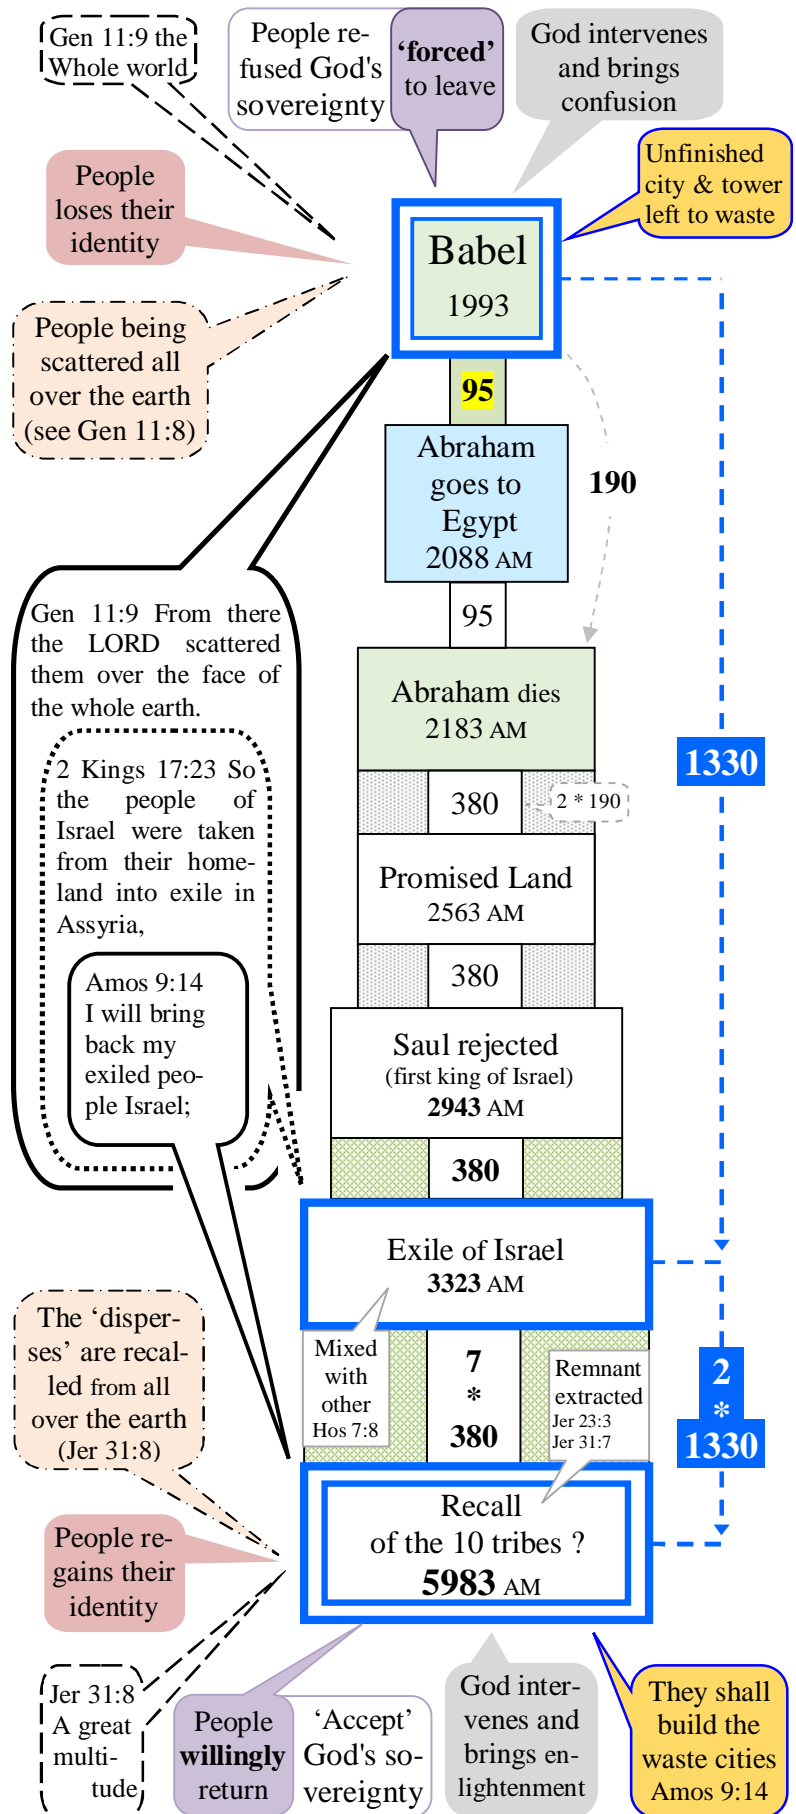 Gen 11:9 the
Whole world
People re-
fused God's
sovereignty
‘forced’
to leave
God intervenes
and brings
confusion
People
loses their
identity
Unfinished
city & tower
left to waste
Babel
1993
People being
scattered all
over the earth
(see Gen 11:8)
95
Abraham
goes to
Egypt
2088 AM
190
95
Gen 11:9 From there
the LORD scattered
them over the face of
the whole earth.
Abraham dies
2183 AM
1330
2 Kings 17:23 So
the people of
Israel were taken
from their home-
land into exile in
Assyria,
380
2 * 190
Promised Land
2563 AM
380
Amos 9:14
I will bring
back my
exiled peo-
ple Israel;
Saul rejected
(first king of Israel)
2943 AM
380
Exile of Israel
3323 AM
The ‘disper-
ses’ are recal-
led from all
over the earth
(Jer 31:8)
Mixed
with
other
Hos 7:8
7
*
380
Remnant
extracted
Jer 23:3
Jer 31:7
2
*
1330
Recall
of the 10 tribes ?
5983 AM
People re-
gains their
identity
Jer 31:8
A great
multi-
tude
People
willingly
return
‘Accept’
God's so-
vereignty
God inter-
venes and
brings en-
lightenment
They shall
build the
waste cities
Amos 9:14